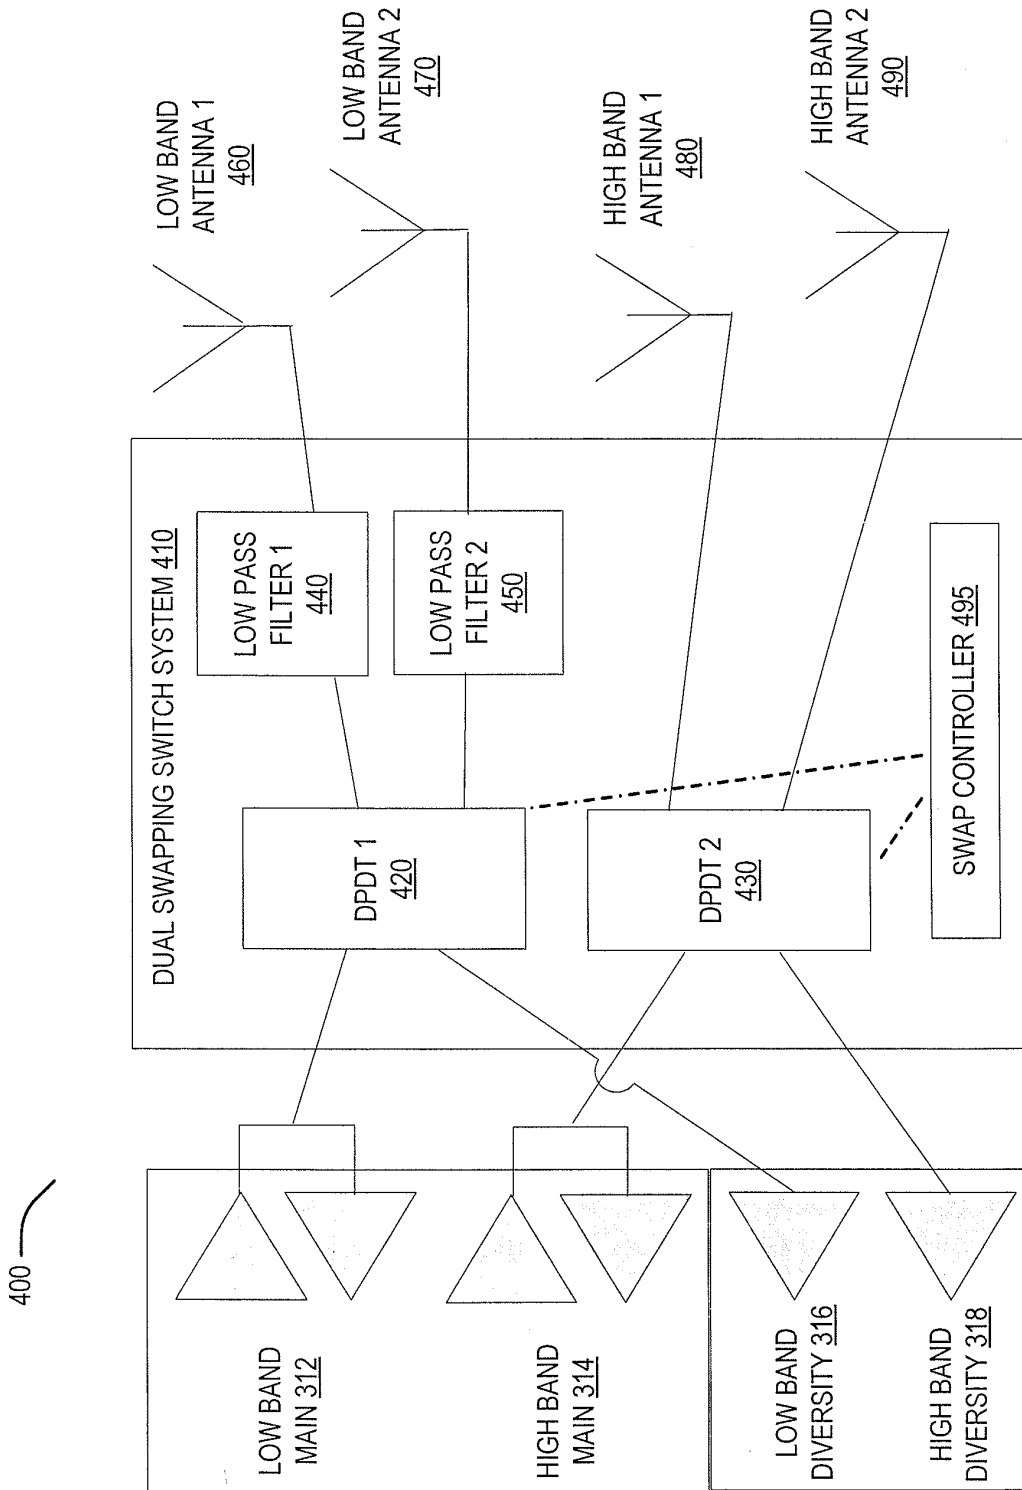 400
LOW BAND
MAIN 312
HIGH BAND
MAIN 314
LOW BAND
DIVERSITY 316
HIGH BAND
DIVERSITY 318
DUAL SWAPPING SWITCH SYSTEM 410
DPDT 1
420
DPDT 2
430
LOW PASS
FILTER 1
440
LOW PASS
FILTER 2
450
SWAP CONTROLLER 495
LOW BAND
ANTENNA 1
460
LOW BAND
ANTENNA 2
470
HIGH BAND
ANTENNA 1
480
HIGH BAND
ANTENNA 2
490